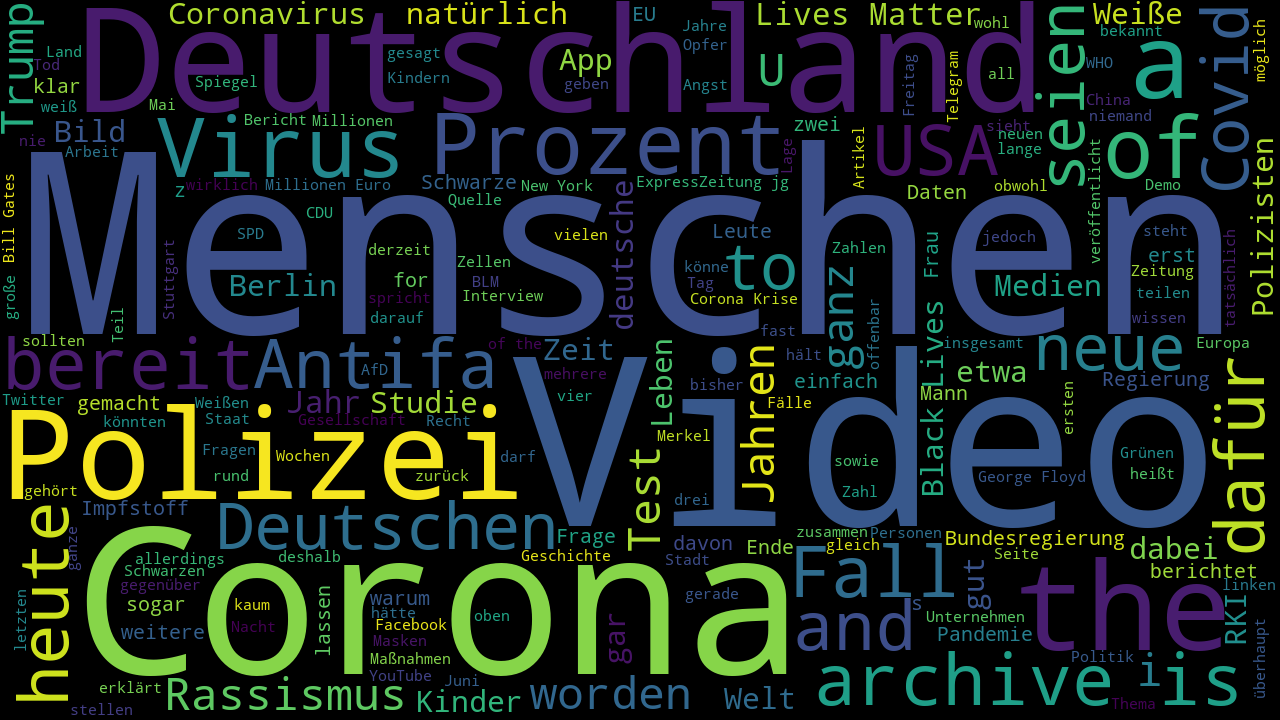 Trump
Coronavirus
natürlich
EU
Jahre
Lives Matter
wohl
Weiße
bekannt
Covid
möglich
Deutschland
Land
Tod
klar
weiß
gesagt
Kindern
Spiegel
App
geben
Opfer
Angst
U
all
Freitag
Telegram
seien
a
WHO
China
niemand
Mai
Bericht
Millionen
nie
Bild
Arbeit
Virus
Prozent
zwei
Lage
Artikel
USA
sieht
neuen
lange
veröffentlicht
of
Polizisten
Bill Gates
z
wirklich
Millionen Euro
Schwarze
Quelle
New York
ExpressZeitung jg
Daten
obwohl
Demo
Menschen
CDU
SPD
Stuttgart
derzeit
vielen
deutsche
Leute
Zahlen
Frau
jedoch
steht
erst
Zeitung
teilen
wissen
tatsächlich
große
Berlin
for
spricht
darauf
Zellen
BLM
Interview
könne
Tag
to
Corona Krise
ganz
offenbar
Medien
sollten
Teil
of the
fast
insgesamt
Europa
bereit
Antifa
AfD
Zeit
mehrere
vier
Leben
hält
bisher
einfach
etwa
neue
Regierung
Twitter
gemacht
könnten
Weißen
Staat
Jahr
Gesellschaft
Studie
Recht
Merkel
Jahren
Fälle
Mann
Black Lives
ersten
dafür
Polizei
Fragen
Wochen
rund
zurück
darf
Video
Test
drei
sowie
Zahl
George Floyd
Grünen
heißt
gehört
Impfstoff
heute
ganze
Deutschen
Frage
Geschichte
davon
Stadt
Ende
zusammen
Personen
gleich
Bundesregierung
Seite
dabei
berichtet
linken
allerdings
Schwarzen
gegenüber
deshalb
Corona
sogar
kaum
Nacht
weitere
lassen
warum
hätte
Facebook
Masken
Maßnahmen
YouTube
oben
gar
gerade
Fall
s
gut
and
Unternehmen
Pandemie
the
RKI
überhaupt
letzten
erklärt
stellen
Rassismus
Juni
Kinder
worden
Welt
archive is
Politik
i
Thema